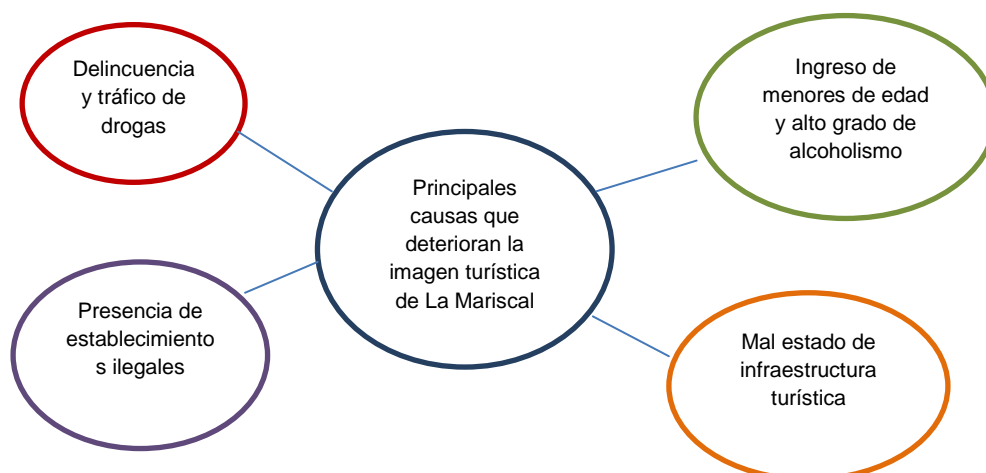 Delincuencia
y tráfico de
drogas
Ingreso de
menores de edad
y alto grado de
alcoholismo
Principales
causas que
deterioran la
imagen turística
de La Mariscal
Presencia de
establecimiento
s ilegales
Mal estado de
infraestructura
turística